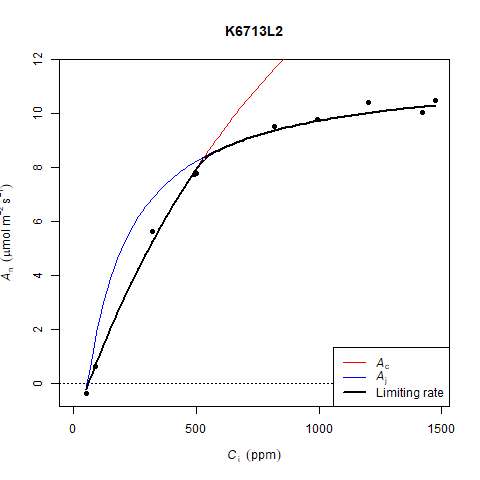 K6713L2
12
10
8
6
4
2
0
An (μmol m−2 s−1)
Ac
Aj
Limiting rate
0 500 1000 1500
Ci (ppm)